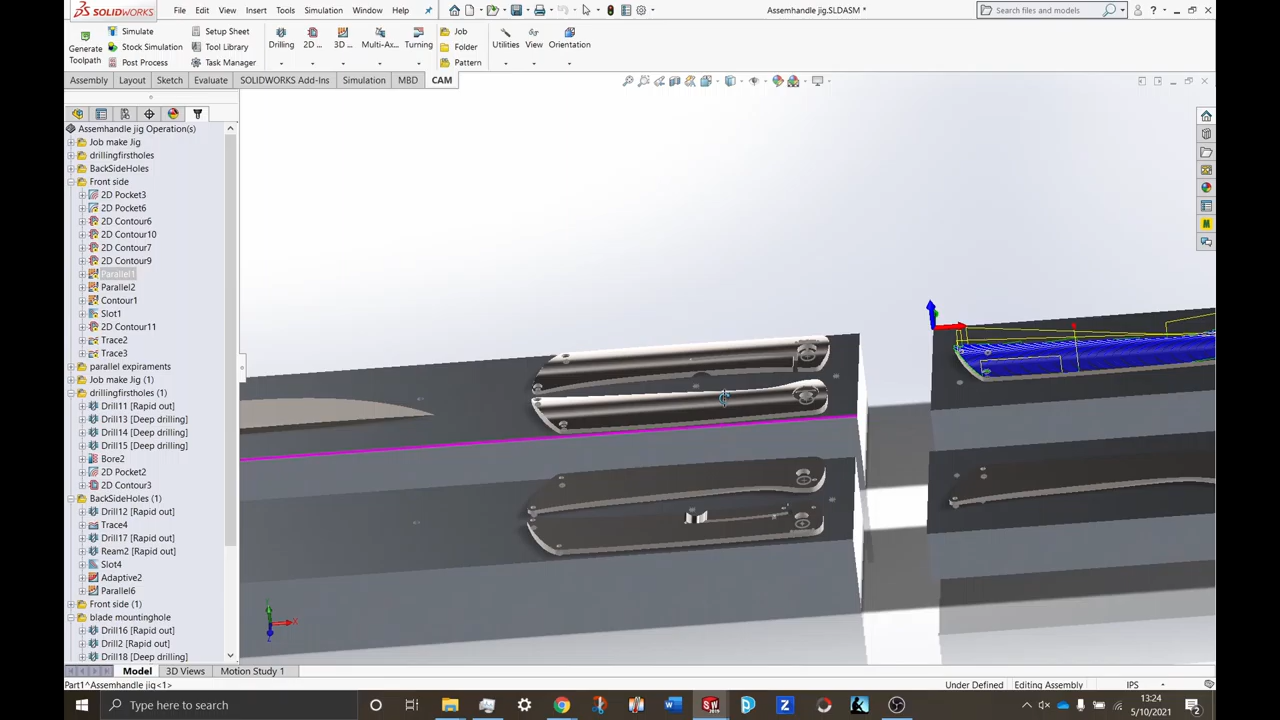 SOLIDWORKS
File Edit View Insert Tools Simulation Window Help
Assemhandle jig.SLDASM *
Search files and models
Generate Toolpath
Simulate
Stock Simulation
Post Process
Setup Sheet
Tool Library
Task Manager
Drilling
2D ...
3D ...
Multi-Ax...
Turning
Job
Folder
Pattern
Utilities
View
Orientation
Assembly Layout Sketch Evaluate SOLIDWORKS Add-Ins Simulation MBD CAM
Assemhandle jig Operation(s)
Job make Jig
drillingfirstholes
BackSideHoles
Front side
2D Pocket3
2D Pocket6
2D Contour6
2D Contour10
2D Contour7
2D Contour9
Parallel1
Parallel2
Contour1
Slot1
2D Contour11
Trace2
Trace3
parallel expiraments
Job make Jig (1)
drillingfirstholes (1)
Drill11 [Rapid out]
Drill13 [Deep drilling]
Drill14 [Deep drilling]
Drill15 [Deep drilling]
Bore2
2D Pocket2
2D Contour3
BackSideHoles (1)
Drill12 [Rapid out]
Trace4
Drill17 [Rapid out]
Ream2 [Rapid out]
Slot4
Adaptive2
Parallel6
Front side (1)
blade mountinghole
Drill16 [Rapid out]
Drill2 [Rapid out]
Drill18 [Deep drilling]
X
Model 3D Views Motion Study 1
Part1^Assemhandle jig<1>
Under Defined
Editing Assembly
IPS
Type here to search
13:24
5/10/2021